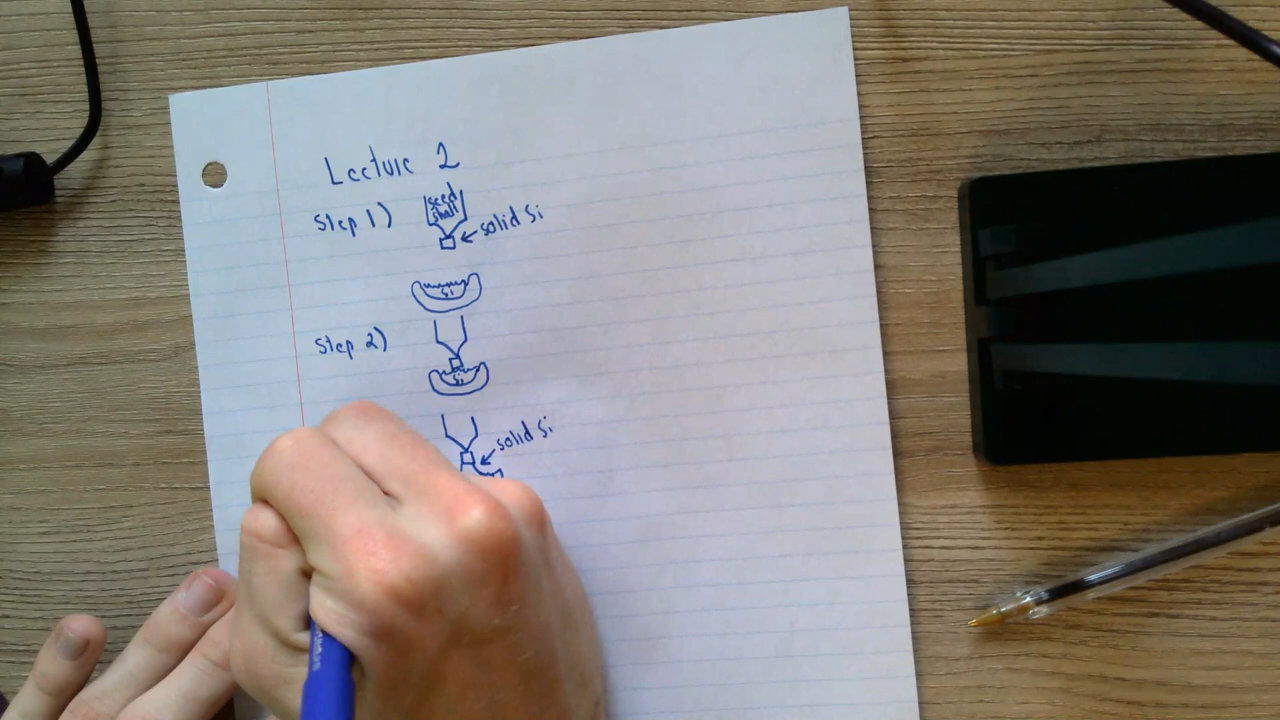 Lecture 2
Step 1) seed shaft solid Si
Si
Step 2)
Si
solid Si